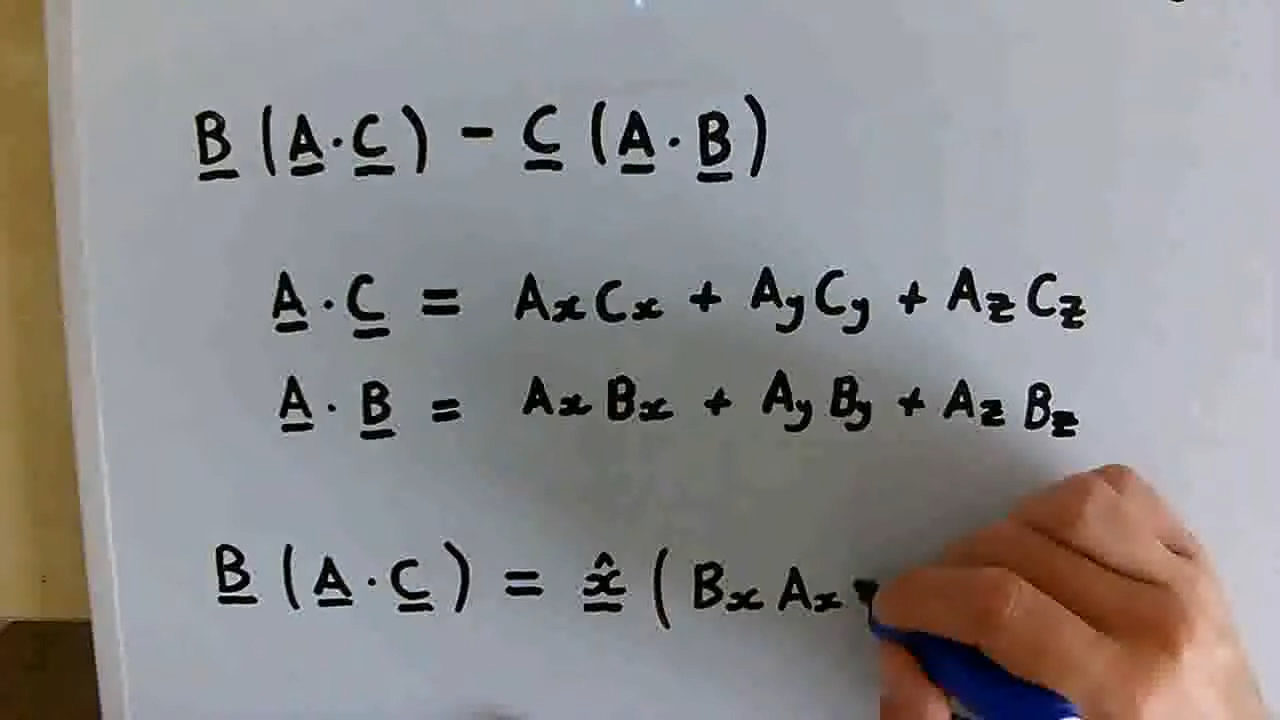 B (A·C) - C (A·B)
A·C = AxCx + AyCy + AzCz
A·B = AxBx + AyBy + AzBz
B (A·C) = x̂ (BxAx